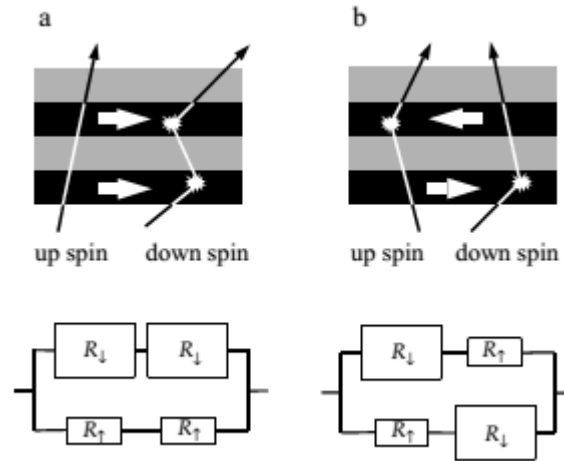 a b
up spin down spin up spin down spin
R↓ R↓ R↓ R↑
R↑ R↑ R↑ R↓